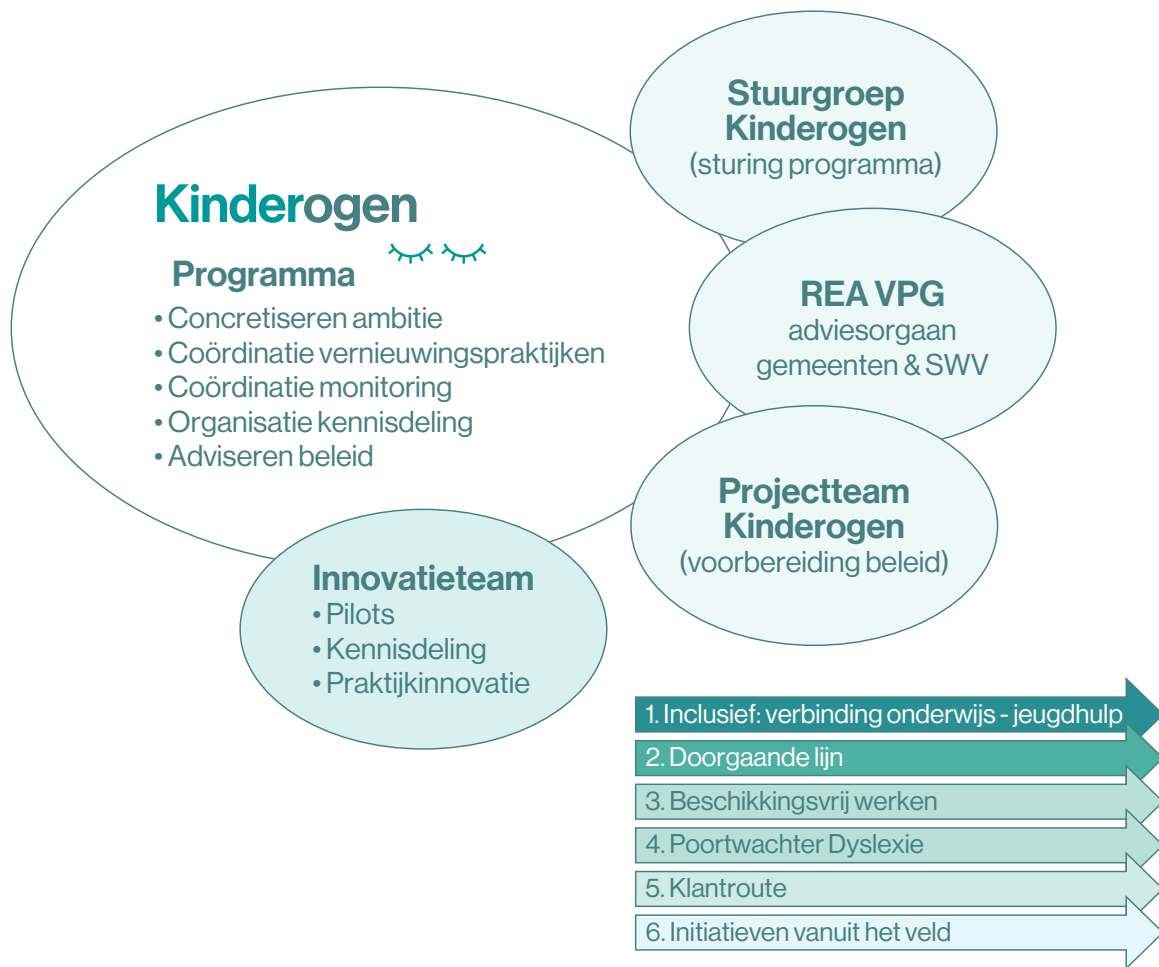 Kinderogen
Programma
• Concretiseren ambitie
• Coördinatie vernieuwingspraktijken
• Coördinatie monitoring
• Organisatie kennisdeling
• Adviseren beleid
Stuurgroep
Kinderogen
(sturing programma)
REA VPG
adviesorgaan
gemeenten & SWV
Projectteam
Kinderogen
(voorbereiding beleid)
Innovatieteam
• Pilots
• Kennisdeling
• Praktijkinnovatie
1. Inclusief: verbinding onderwijs - jeugdhulp
2. Doorgaande lijn
3. Beschikkingsvrij werken
4. Poortwachter Dyslexie
5. Klantroute
6. Initiatieven vanuit het veld